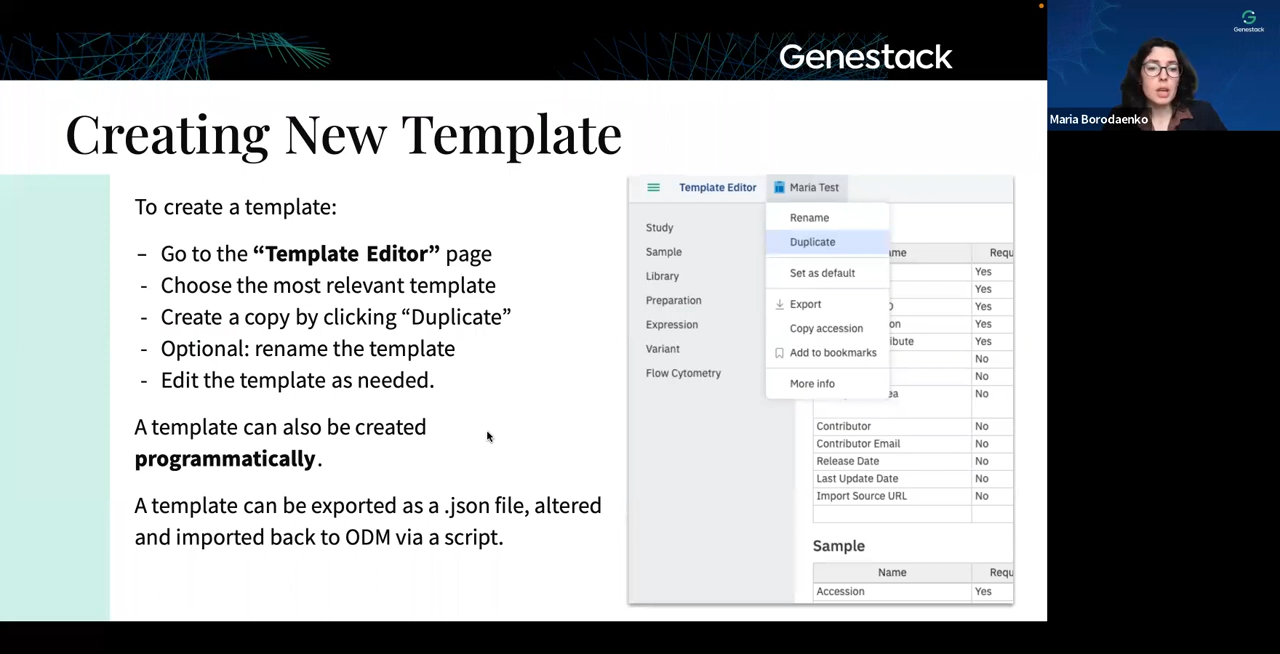 Genestack
Genestack
Maria Borodaenko
Creating New Template
To create a template:
- Go to the “Template Editor” page
- Choose the most relevant template
- Create a copy by clicking “Duplicate”
- Optional: rename the template
- Edit the template as needed.
A template can also be created
programmatically.
A template can be exported as a .json file, altered
and imported back to ODM via a script.
Template Editor Maria Test
Study
Sample
Library
Preparation
Expression
Variant
Flow Cytometry
Rename
Duplicate
Set as default
Export
Copy accession
Add to bookmarks
More info
Yes
Yes
Yes
Yes
Yes
No
No
No
Contributor No
Contributor Email No
Release Date No
Last Update Date No
Import Source URL No
Sample
Name Requ
Accession Yes